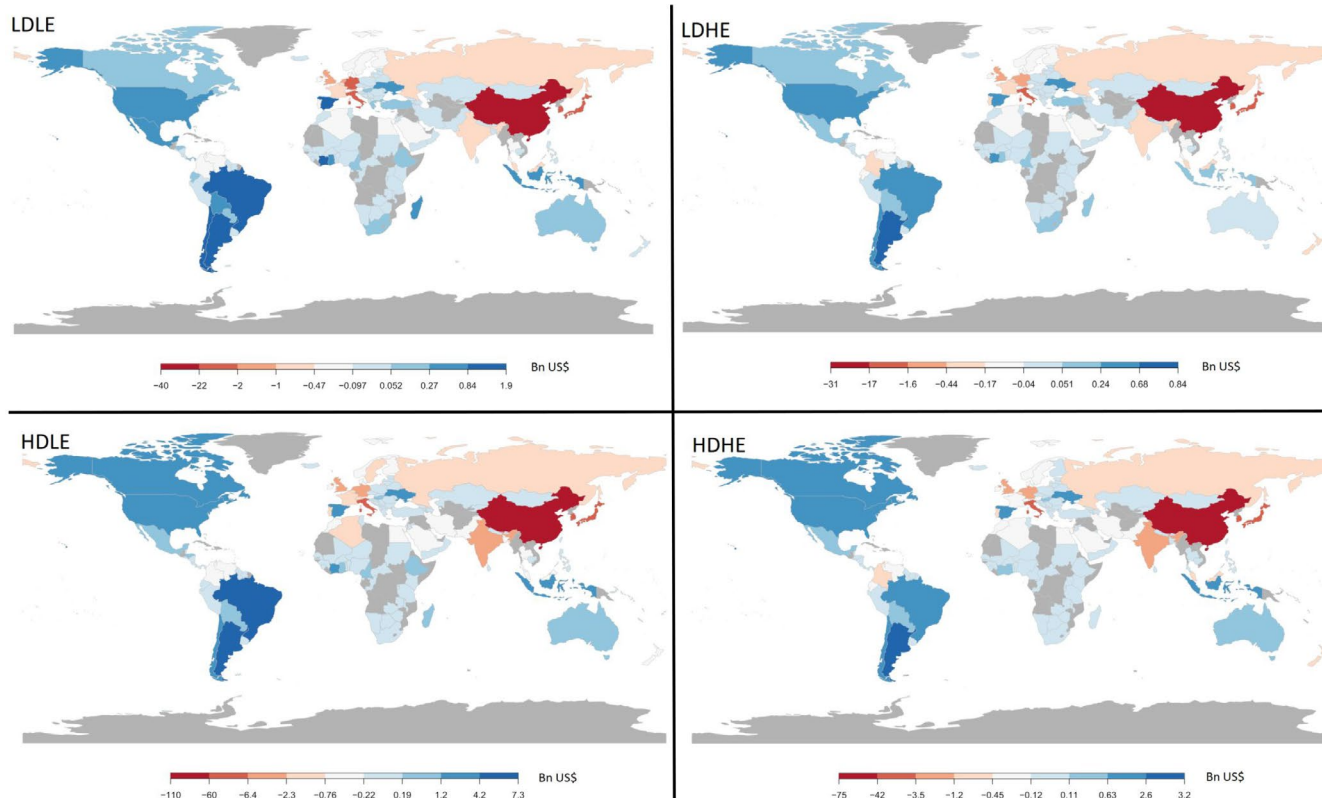 LDLE
LDHE
Bn US$
−40 −22 −2 −1 −0.47 −0.097 0.052 0.27 0.84 1.9
Bn US$
−31 −17 −1.6 −0.44 −0.17 −0.04 0.051 0.24 0.68 0.84
HDLE
HDHE
Bn US$
−110 −60 −6.4 −2.3 −0.76 −0.22 0.19 1.2 4.2 7.3
Bn US$
−75 −42 −3.5 −1.2 −0.45 −0.12 0.11 0.63 2.6 3.2